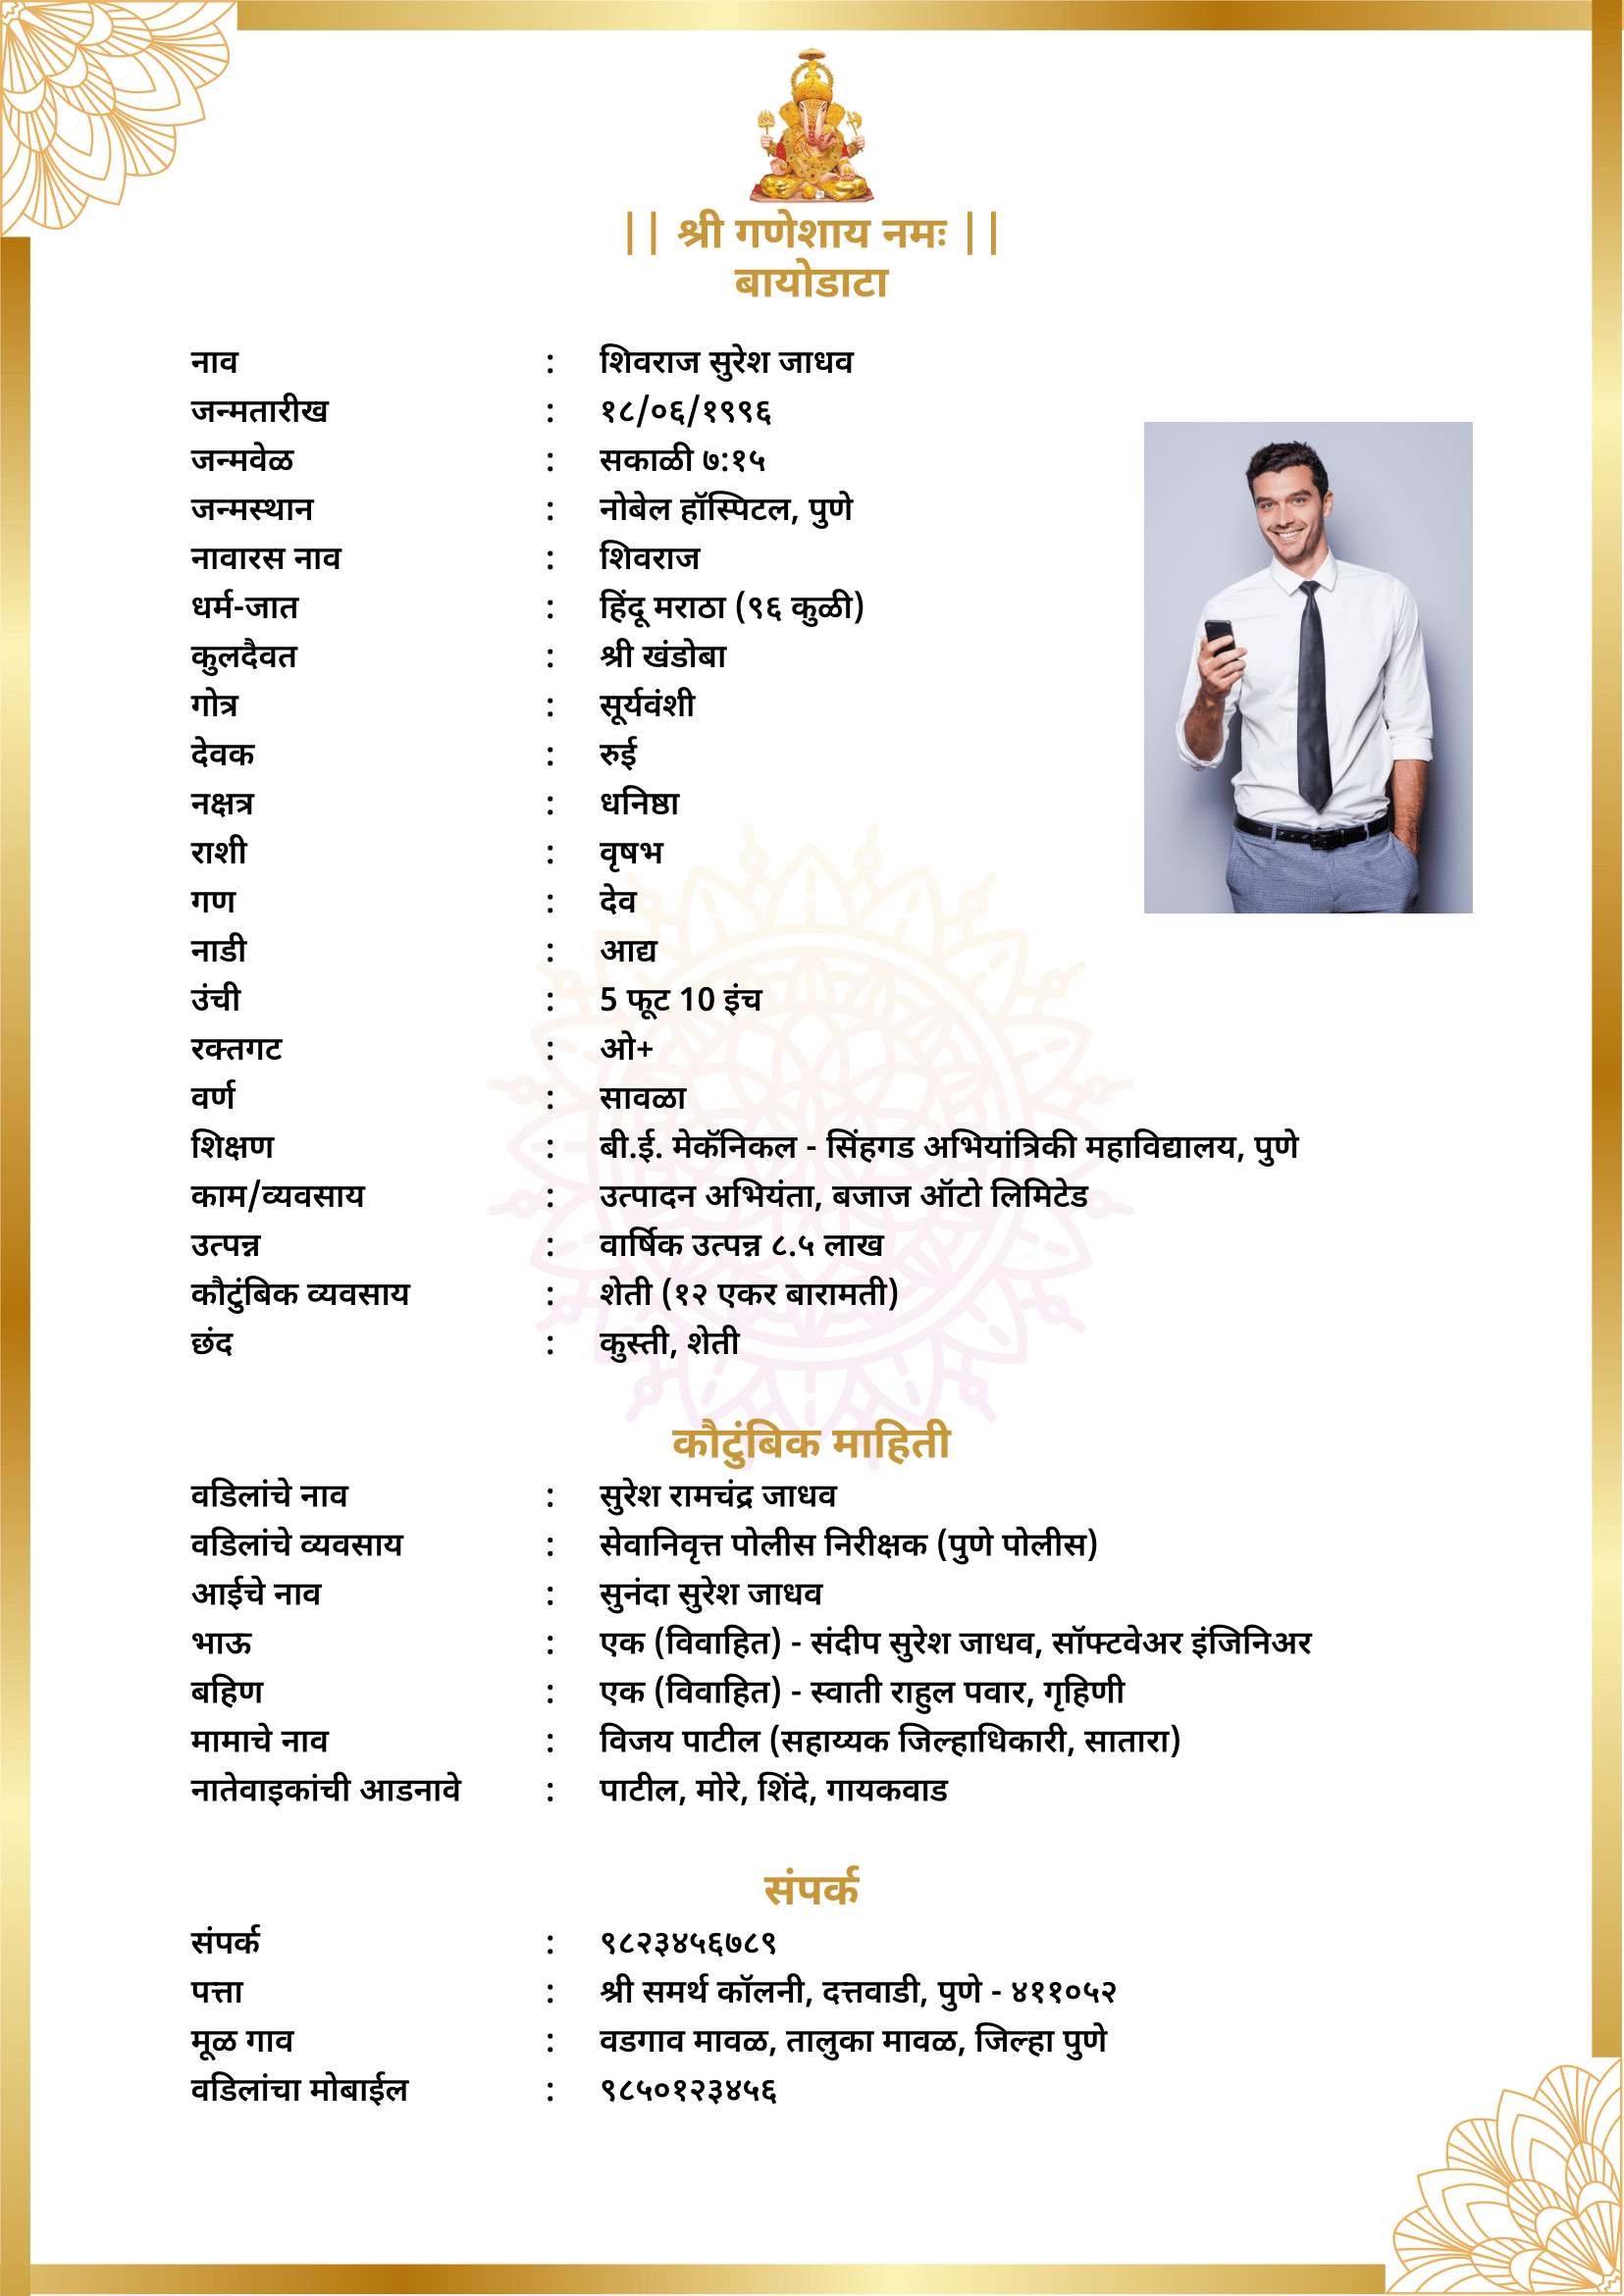 || श्री गणेशाय नमः ||
बायोडाटा
नाव : शिवराज सुरेश जाधव
जन्मतारीख : १८/०६/१९९६
जन्मवेळ : सकाळी ७:१५
जन्मस्थान : नोबेल हॉस्पिटल, पुणे
नावारस नाव : शिवराज
धर्म-जात : हिंदू मराठा (९६ कुळी)
कुलदैवत : श्री खंडोबा
गोत्र : सूर्यवंशी
देवक : रुई
नक्षत्र : धनिष्ठा
राशी : वृषभ
गण : देव
नाडी : आद्य
उंची : 5 फूट 10 इंच
रक्तगट : ओ+
वर्ण : सावळा
शिक्षण : बी.ई. मेकॅनिकल - सिंहगड अभियांत्रिकी महाविद्यालय, पुणे
काम/व्यवसाय : उत्पादन अभियंता, बजाज ऑटो लिमिटेड
उत्पन्न : वार्षिक उत्पन्न ८.५ लाख
कौटुंबिक व्यवसाय : शेती (१२ एकर बारामती)
छंद : कुस्ती, शेती
कौटुंबिक माहिती
वडिलांचे नाव : सुरेश रामचंद्र जाधव
वडिलांचे व्यवसाय : सेवानिवृत्त पोलीस निरीक्षक (पुणे पोलीस)
आईचे नाव : सुनंदा सुरेश जाधव
भाऊ : एक (विवाहित) - संदीप सुरेश जाधव, सॉफ्टवेअर इंजिनिअर
बहिण : एक (विवाहित) - स्वाती राहुल पवार, गृहिणी
मामाचे नाव : विजय पाटील (सहाय्यक जिल्हाधिकारी, सातारा)
नातेवाइकांची आडनावे : पाटील, मोरे, शिंदे, गायकवाड
संपर्क
संपर्क : ९८२३४५६७८९
पत्ता : श्री समर्थ कॉलनी, दत्तवाडी, पुणे - ४११०५२
मूळ गाव : वडगाव मावळ, तालुका मावळ, जिल्हा पुणे
वडिलांचा मोबाईल : ९८५०१२३४५६